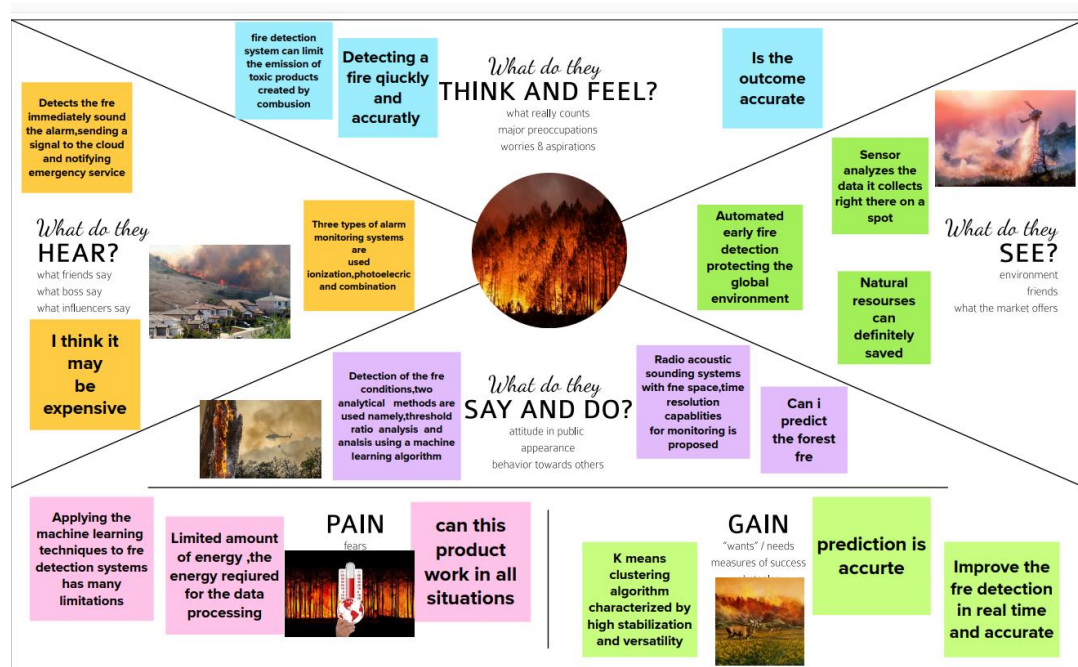 fire detection
system can limit
the emission of
toxic products
created by
combusion
Detecting a
fire qiuckly
and
accuratly
What do they
THINK AND FEEL?
what really counts
major preoccupations
worries & aspirations
Is the
outcome
accurate
Detects the fre
immediately sound
the alarm,sending a
signal to the cloud
and notifying
emergency service
What do they
HEAR?
what friends say
what boss say
what influencers say
I think it
may
be
expensive
Three types of alarm
monitoring systems
are
used
ionization,photoelecric
and combination
Automated
early fire
detection
protecting the
global
environment
Sensor
analyzes the
data it collects
right there on a
spot
What do they
SEE?
environment
friends
what the market offers
Natural
resourses
can
definitely
saved
Detection of the fre
conditions,two
analytical methods are
used namely,threshold
ratio analysis and
analsis using a machine
learning algorithm
What do they
SAY AND DO?
attitude in public
appearance
behavior towards others
Radio acoustic
sounding systems
with fne space,time
resolution
capablities
for monitoring is
proposed
Can i
predict
the forest
fre
Applying the
machine learning
techniques to fre
detection systems
has many
limitations
Limited amount
of energy ,the
energy reqiured
for the data
processing
PAIN
fears
can this
product
work in all
situations
K means
clustering
algorithm
characterized by
high stabilization
and versatility
GAIN
"wants" / needs
measures of success
prediction is
accurte
Improve the
fre detection
in real time
and accurate